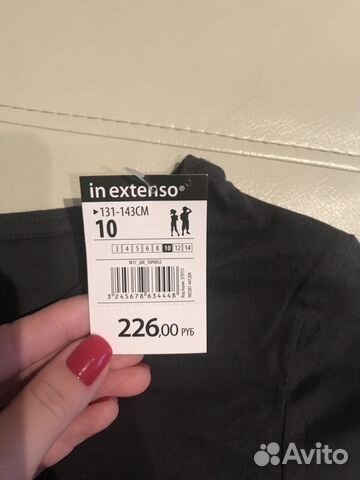 in extenso®
▸131-143CM
10
3 4 5 6 8 10 12 14
W17_GIR_TOP0053
3 245678 634448
226,00 РУБ
Avito